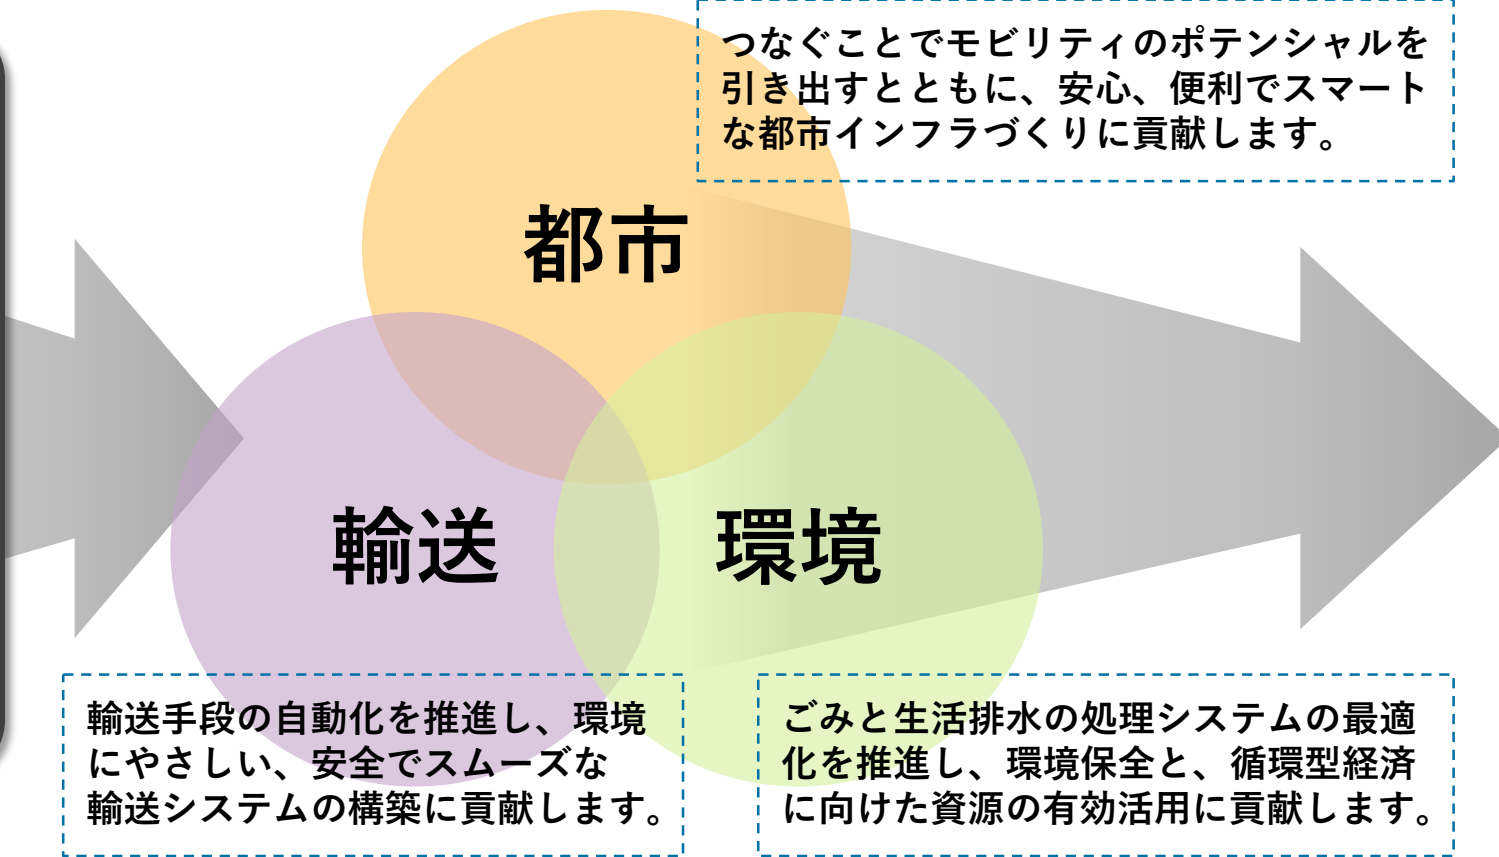 つなぐことでモビリティのポテンシャルを
引き出すとともに、安心、便利でスマート
な都市インフラづくりに貢献します。
都市
輸送
環境
輸送手段の自動化を推進し、環境
にやさしい、安全でスムーズな
輸送システムの構築に貢献します。
ごみと生活排水の処理システムの最適
化を推進し、環境保全と、循環型経済
に向けた資源の有効活用に貢献します。